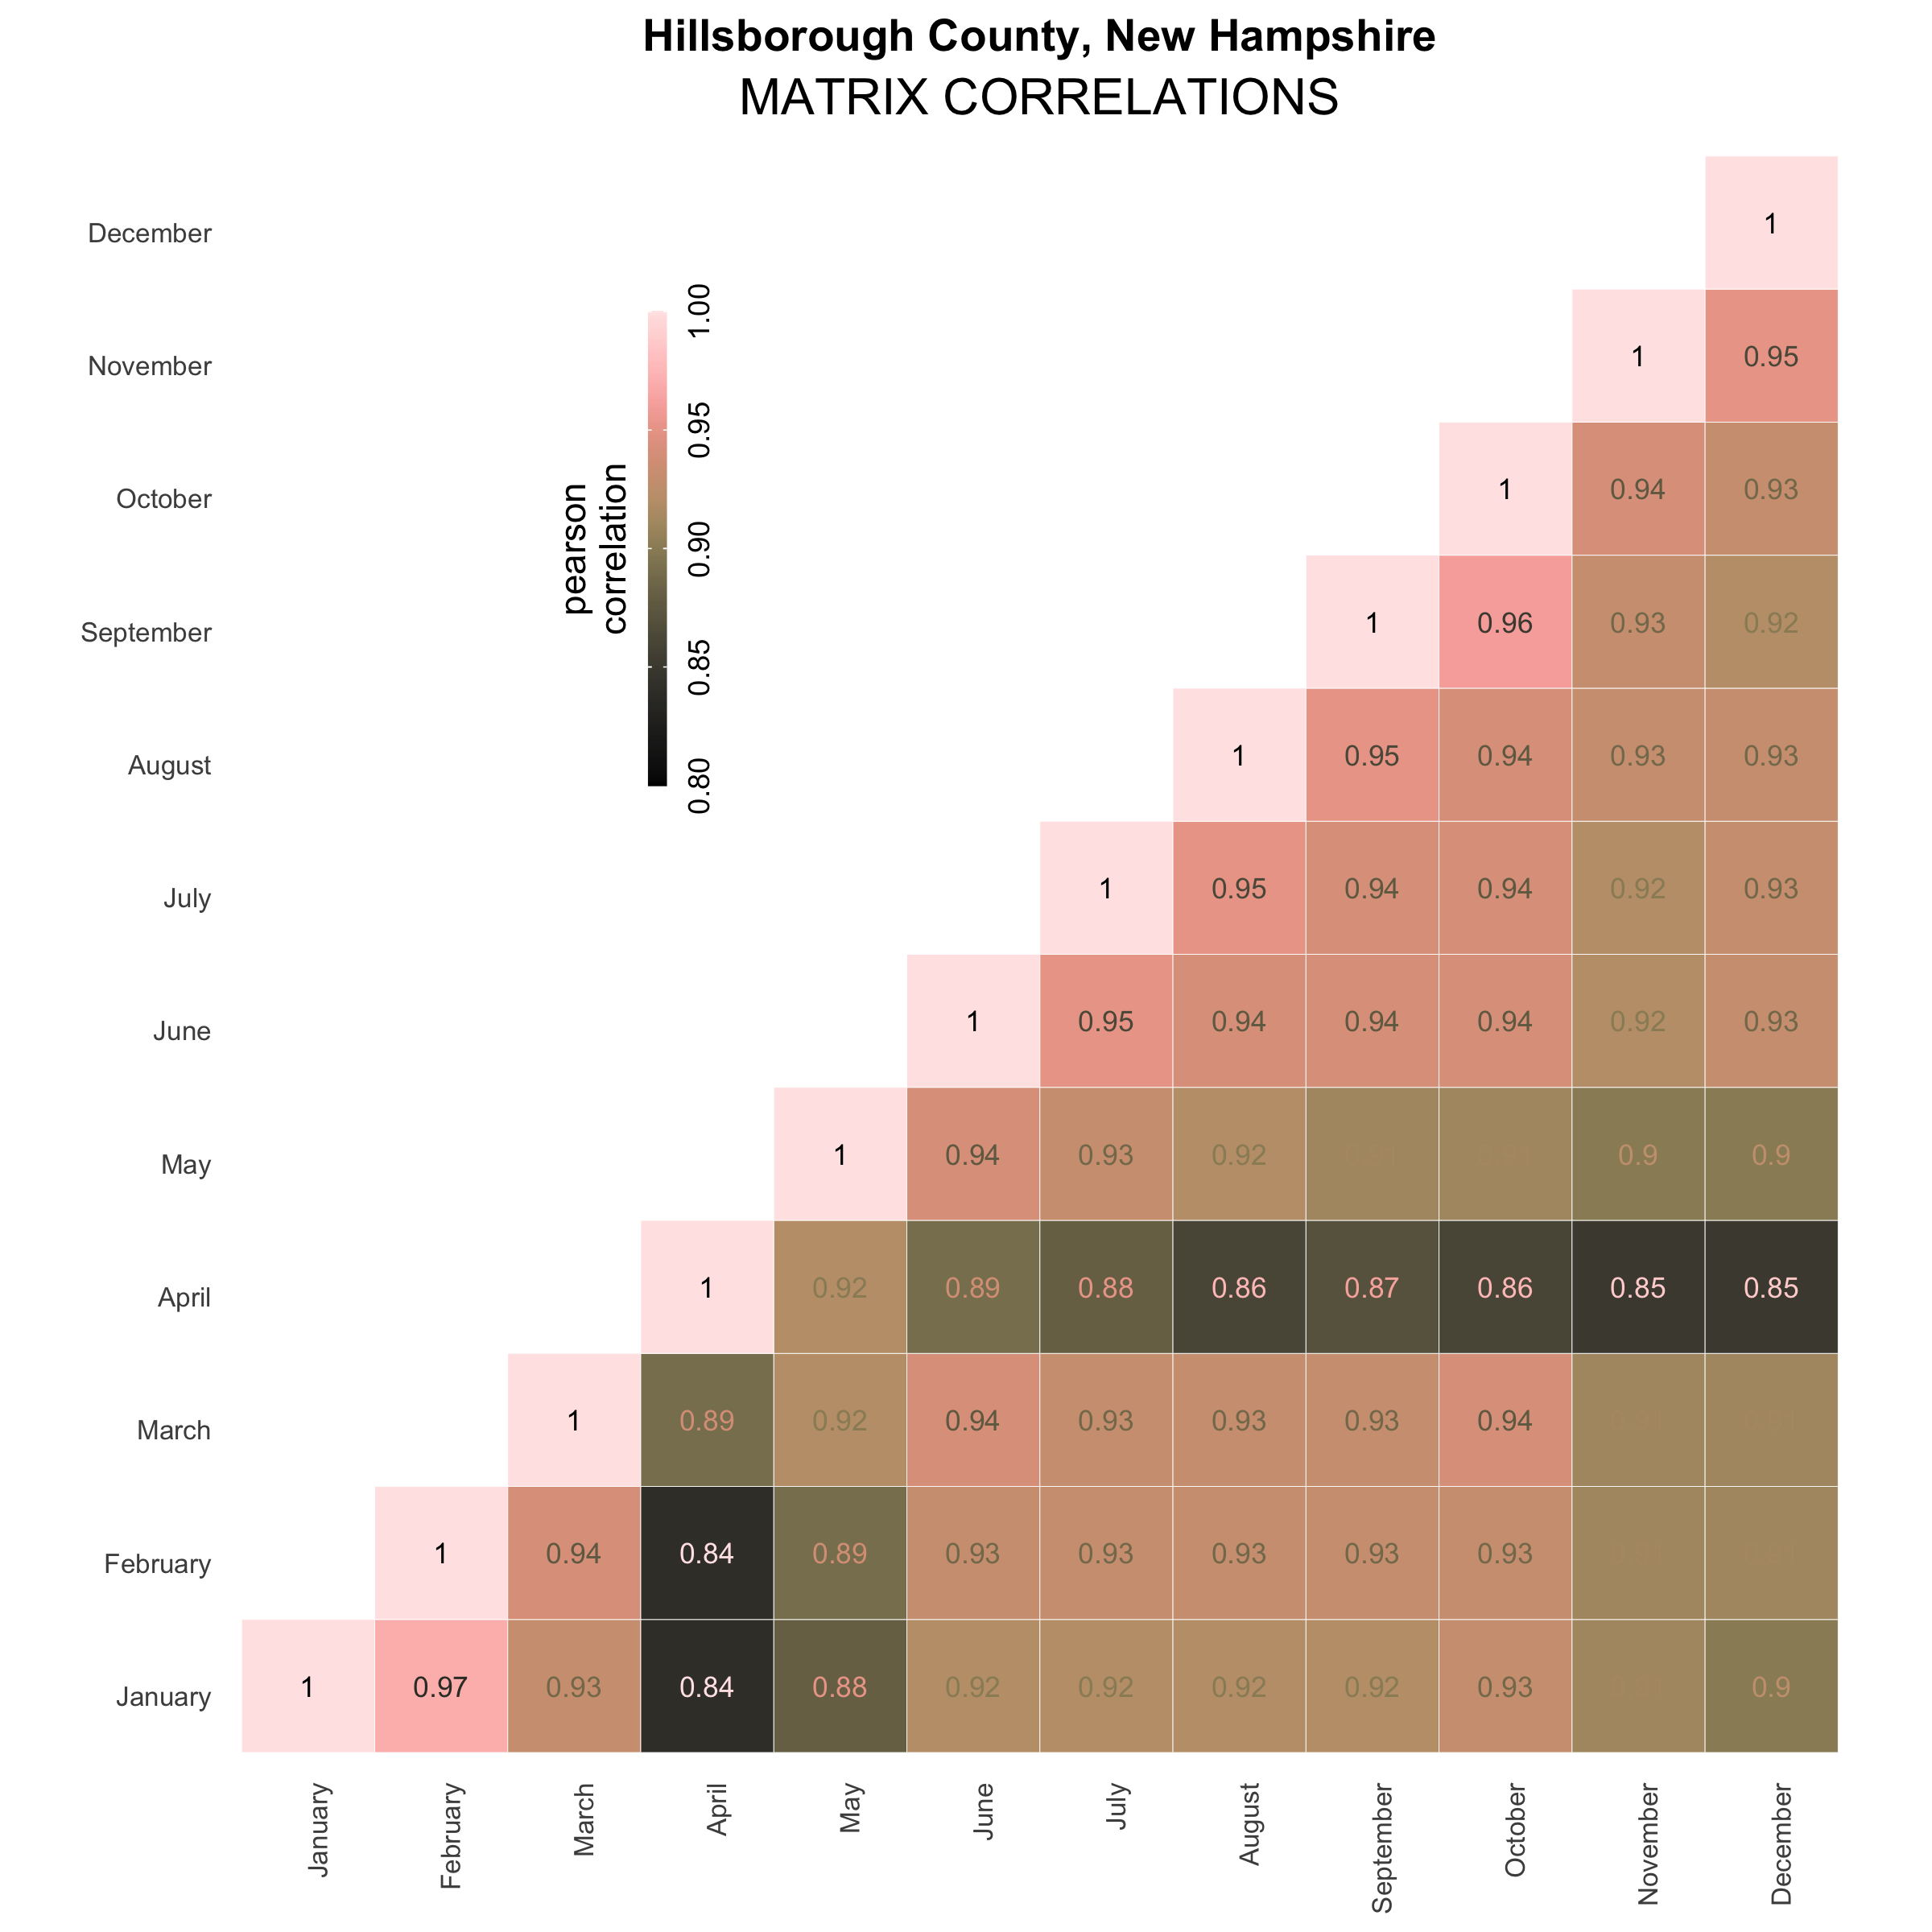 Hillsborough County, New Hampshire
MATRIX CORRELATIONS
December 1
November 1 0.95
October 1 0.94 0.93
September 1 0.96 0.93 0.92
August 1 0.95 0.94 0.93 0.93
July 1 0.95 0.94 0.94 0.92 0.93
June 1 0.95 0.94 0.94 0.94 0.92 0.93
May 1 0.94 0.93 0.92 0.9 0.9
April 1 0.92 0.89 0.88 0.86 0.87 0.86 0.85 0.85
March 1 0.89 0.92 0.94 0.93 0.93 0.93 0.94
February 1 0.94 0.84 0.89 0.93 0.93 0.93 0.93 0.93
January 1 0.97 0.93 0.84 0.88 0.92 0.92 0.92 0.92 0.93 0.9
January February March April May June July August September October November December
pearson
correlation
0.80 0.85 0.90 0.95 1.00